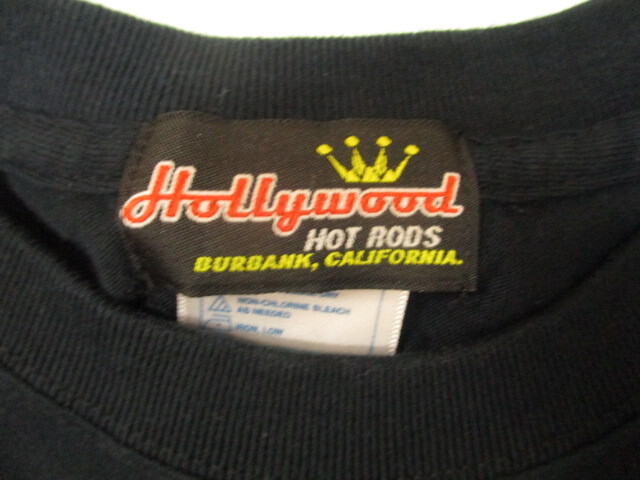 Hollywood
HOT RODS
BURBANK, CALIFORNIA.
NON-CHLORINE BLEACH
AS NEEDED
IRON, LOW